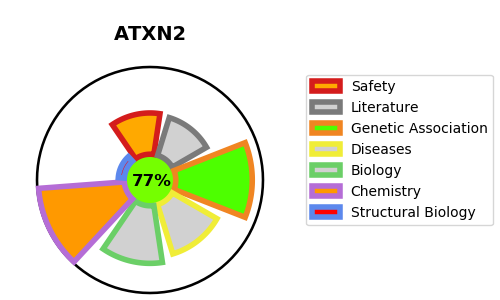 ATXN2
77%
Safety
Literature
Genetic Association
Diseases
Biology
Chemistry
Structural Biology